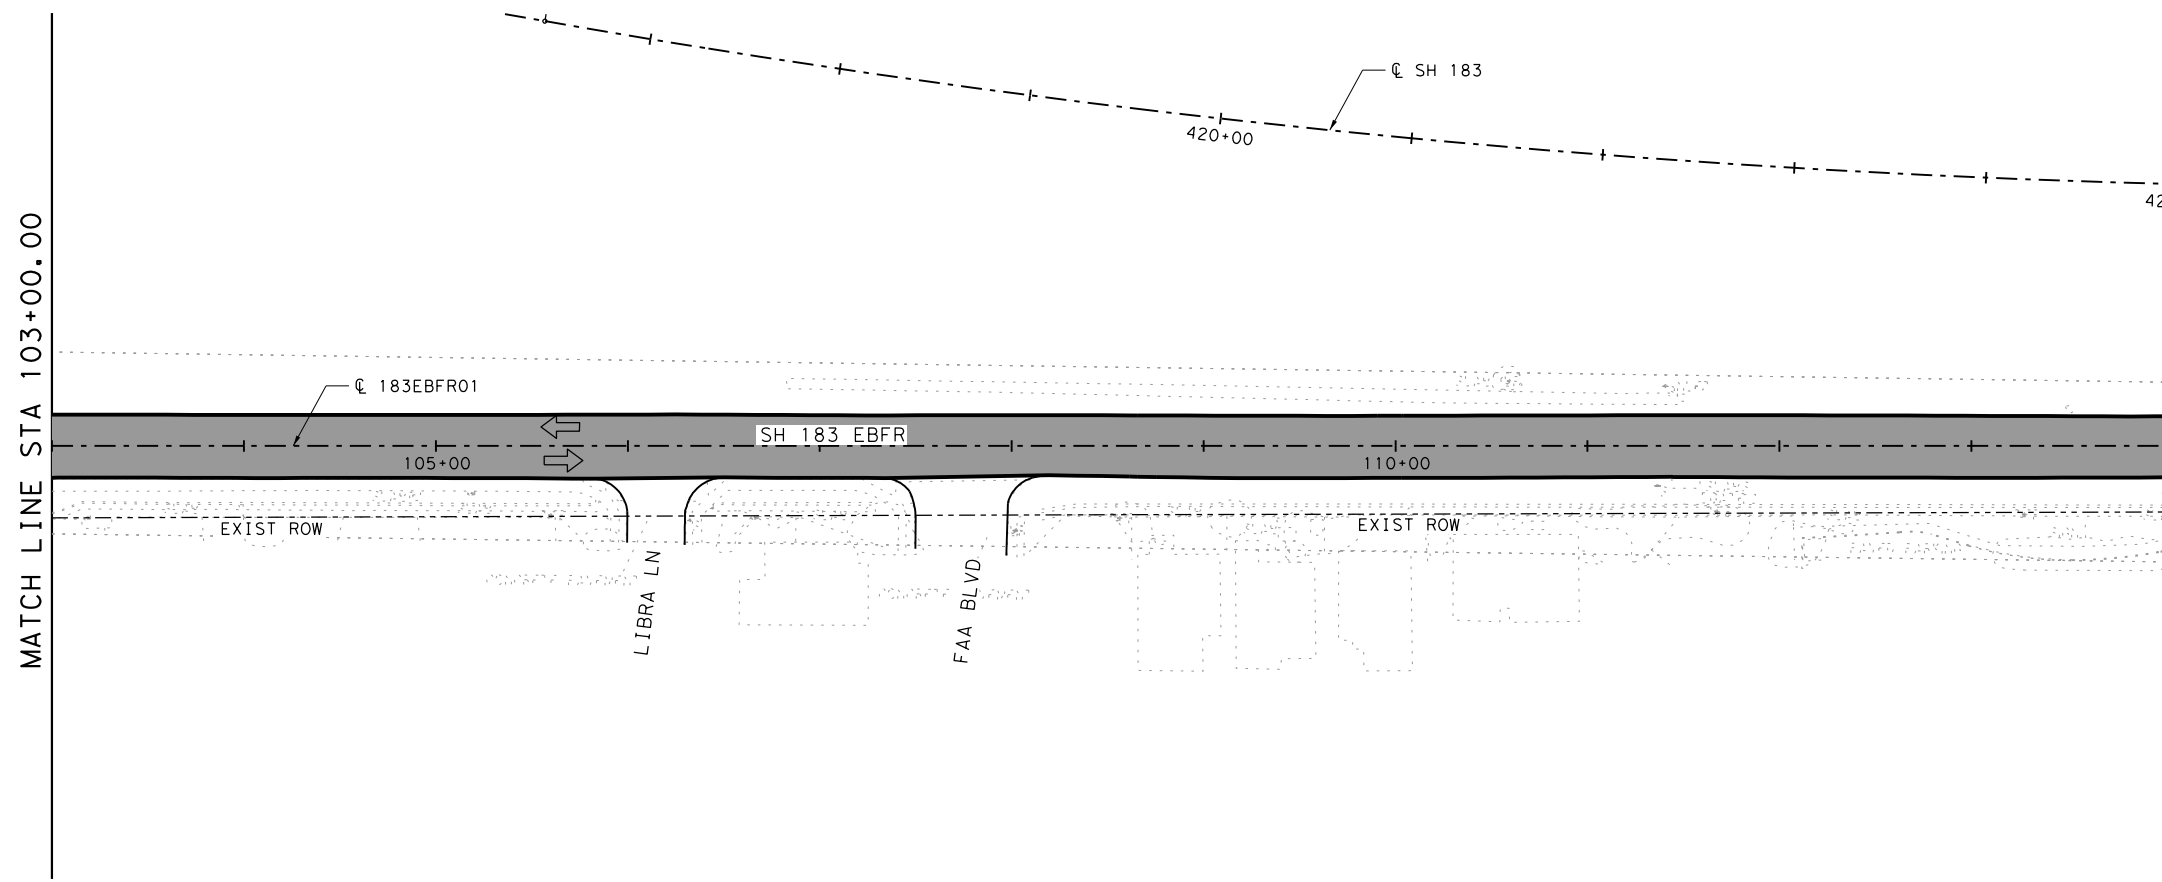 ℄ SH 183
420+00
42
MATCH LINE STA 103+00.00
℄ 183EBFR01
SH 183 EBFR
105+00
110+00
EXIST ROW
EXIST ROW
LIBRA LN
FAA BLVD